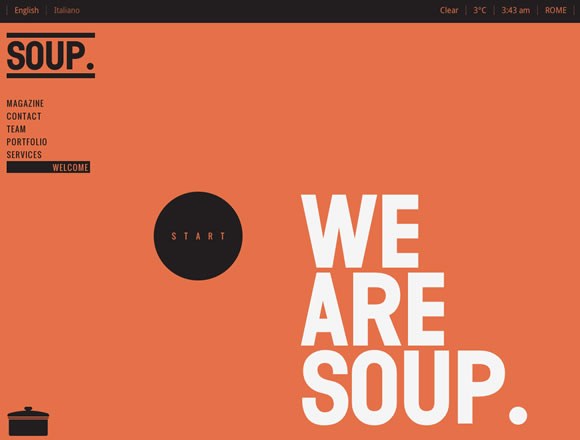 English Italiano Clear 3°C 3:43 am ROME
SOUP.
MAGAZINE
CONTACT
TEAM
PORTFOLIO
SERVICES
WELCOME
START
WE
ARE
SOUP.